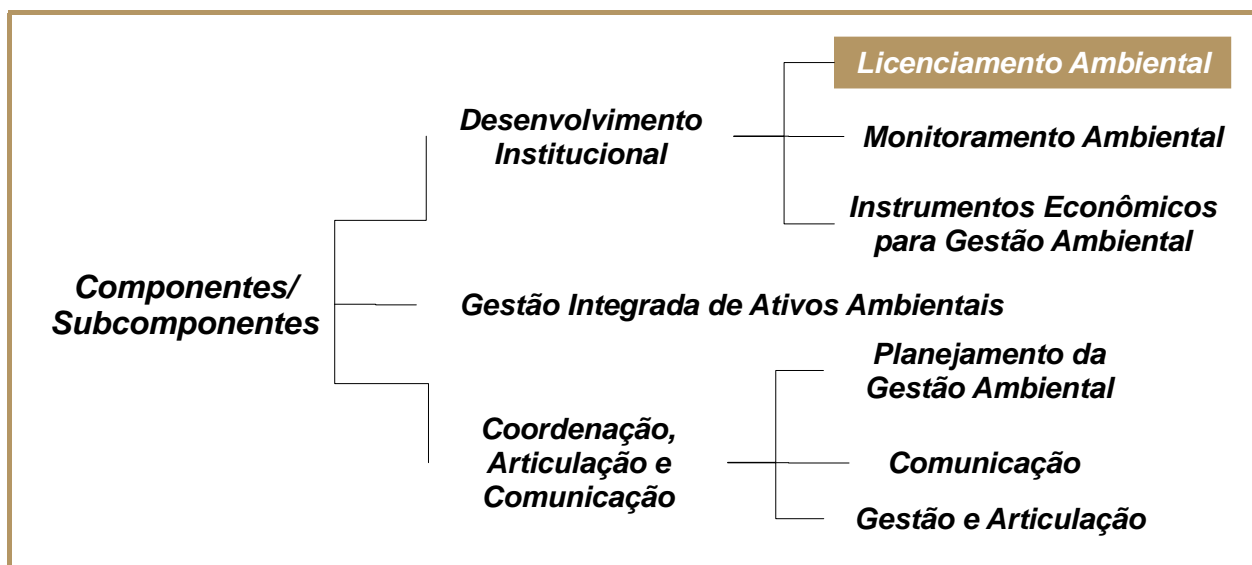 Licenciamento Ambiental
Desenvolvimento
Institucional
Monitoramento Ambiental
Instrumentos Econômicos
para Gestão Ambiental
Componentes/
Subcomponentes
Gestão Integrada de Ativos Ambientais
Planejamento da
Gestão Ambiental
Coordenação,
Articulação e
Comunicação
Comunicação
Gestão e Articulação